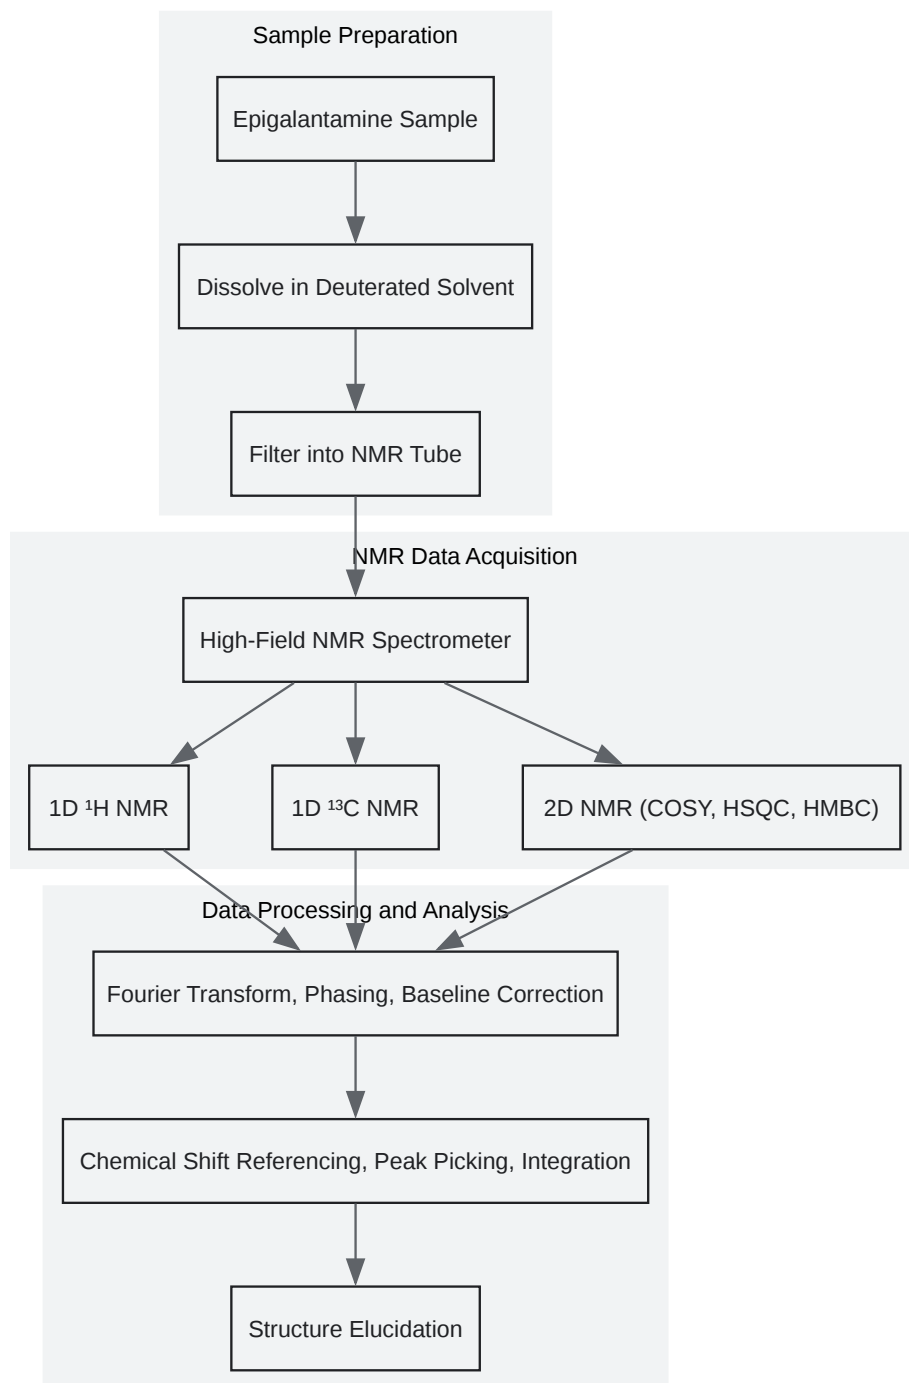 Sample Preparation
Epigalantamine Sample
Dissolve in Deuterated Solvent
Filter into NMR Tube
NMR Data Acquisition
High-Field NMR Spectrometer
1D ¹H NMR
1D ¹³C NMR
2D NMR (COSY, HSQC, HMBC)
Data Processing and Analysis
Fourier Transform, Phasing, Baseline Correction
Chemical Shift Referencing, Peak Picking, Integration
Structure Elucidation